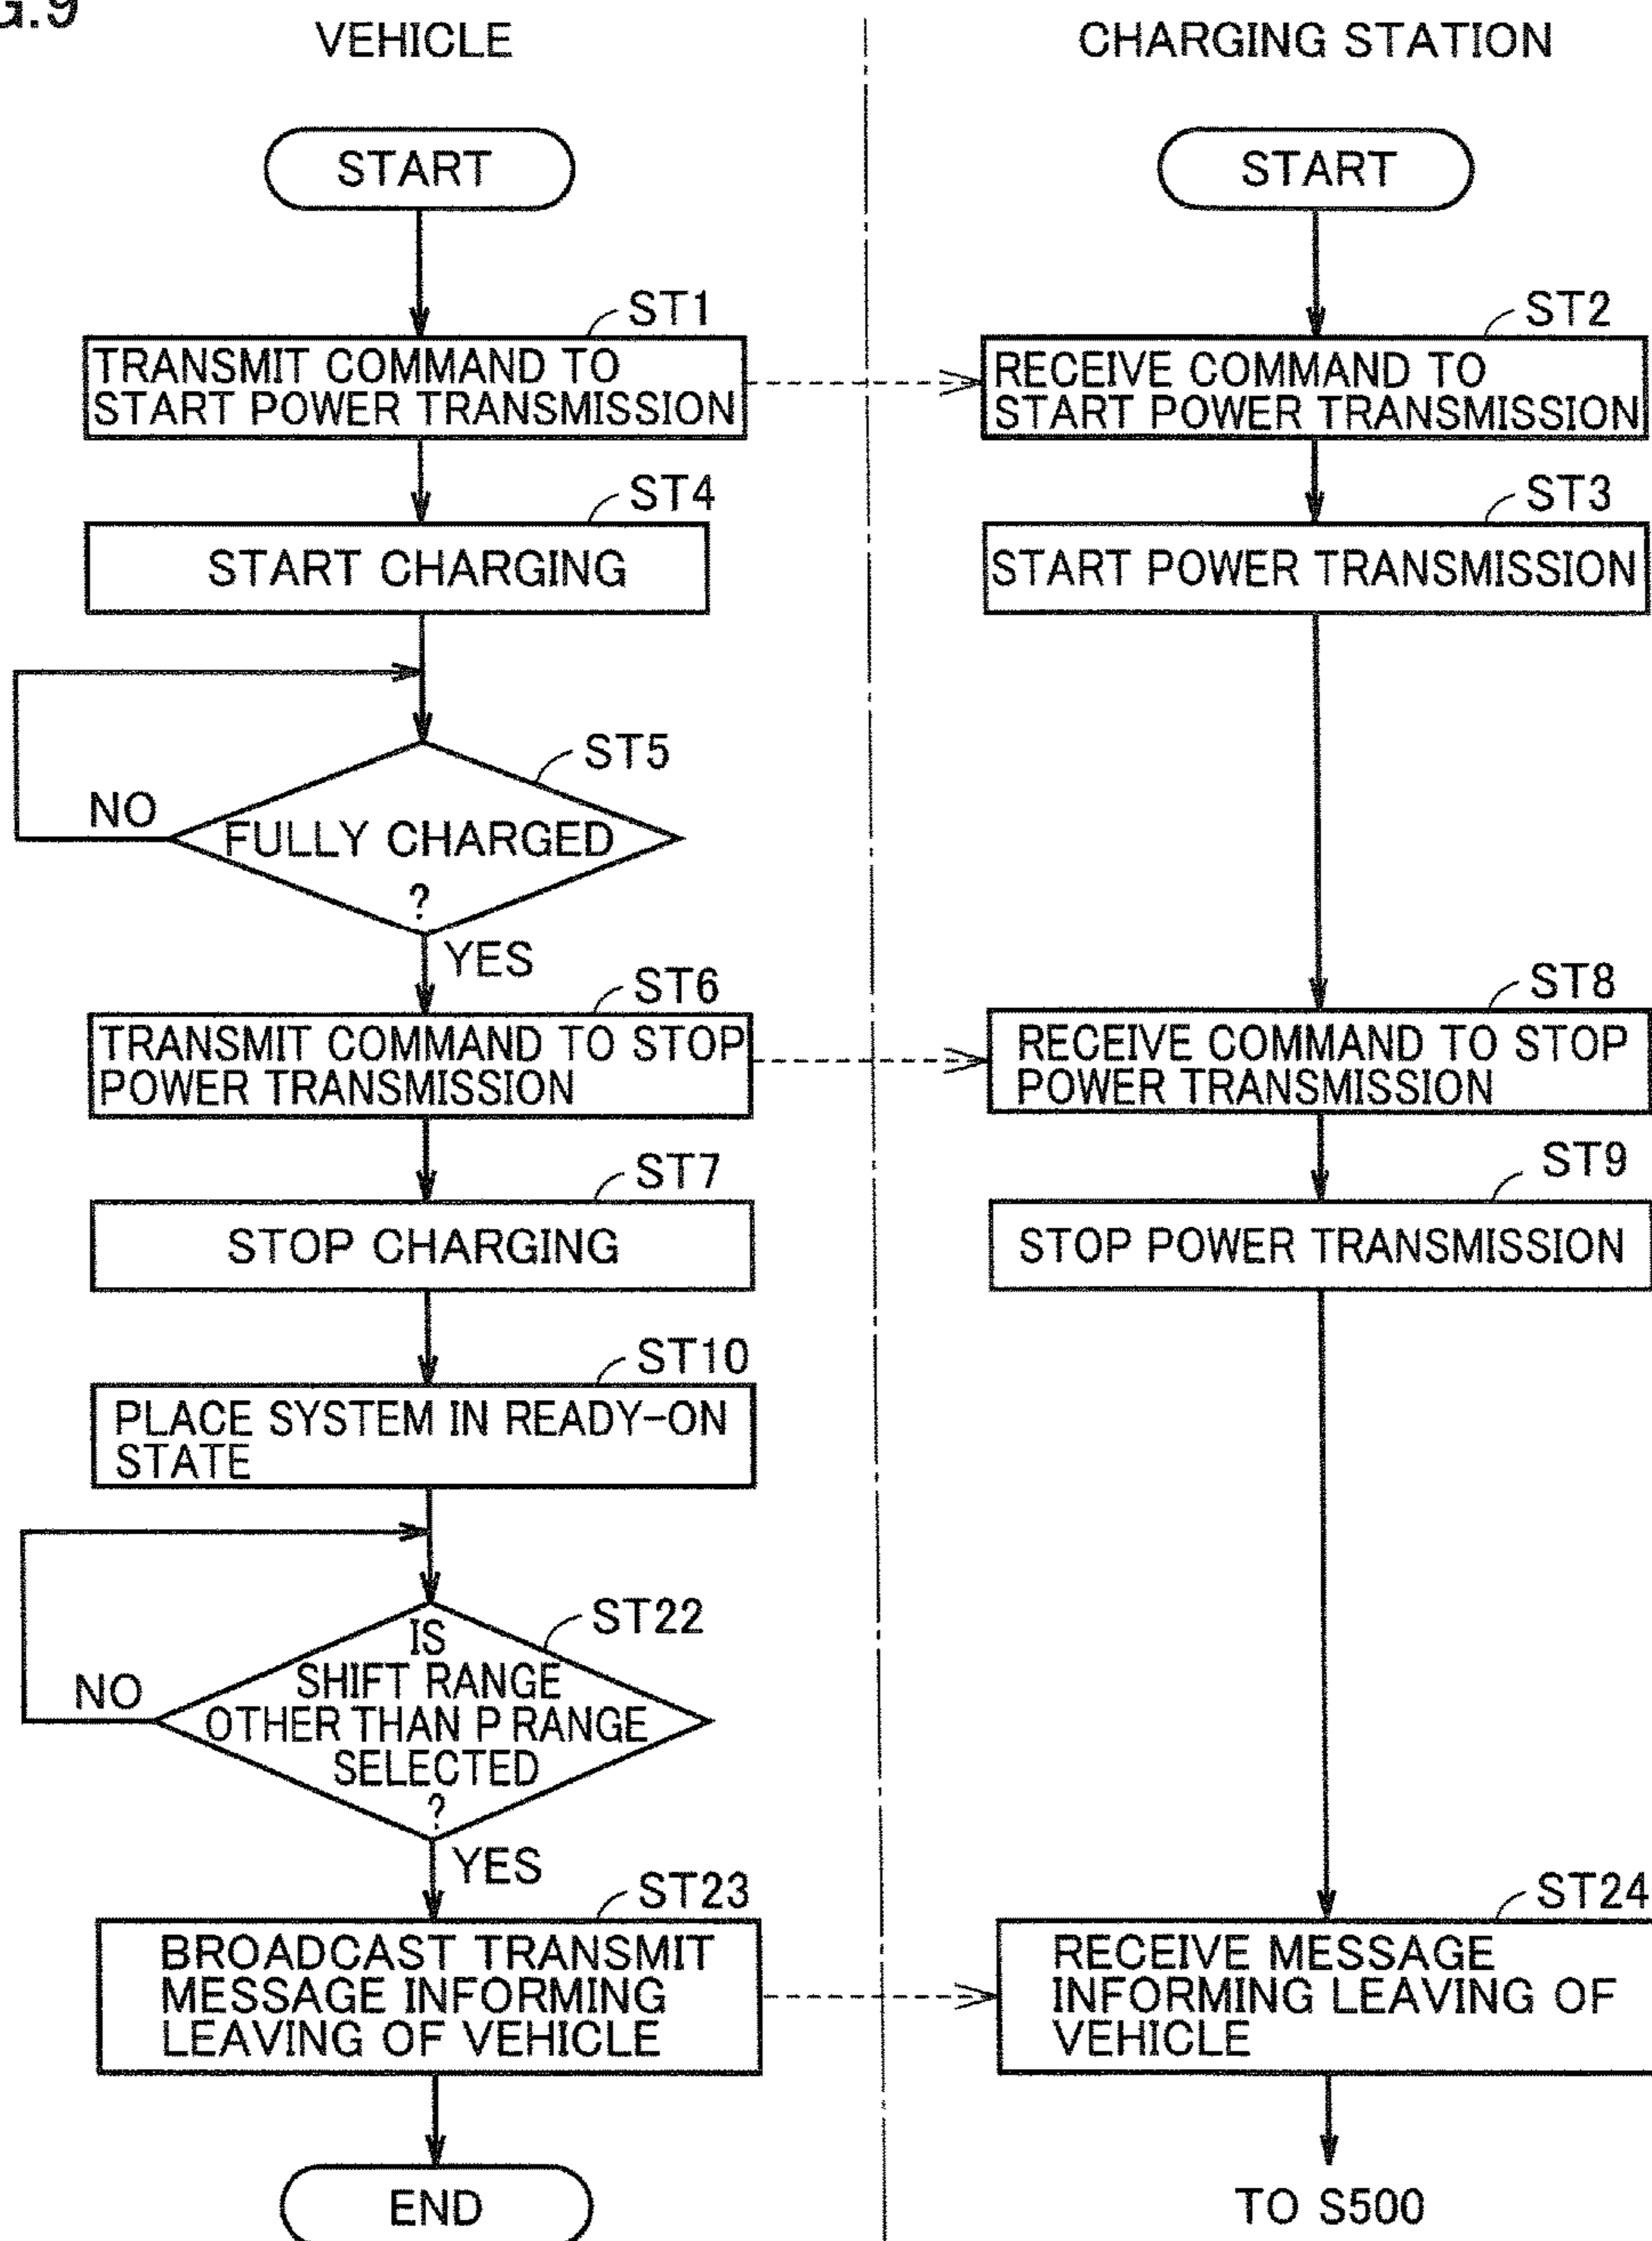 G.9
VEHICLE
CHARGING STATION
START
START
ST1
ST2
TRANSMIT COMMAND TO
START POWER TRANSMISSION
RECEIVE COMMAND TO
START POWER TRANSMISSION
ST4
ST3
START CHARGING
START POWER TRANSMISSION
ST5
NO
FULLY CHARGED
?
YES
ST6
ST8
TRANSMIT COMMAND TO STOP
POWER TRANSMISSION
RECEIVE COMMAND TO STOP
POWER TRANSMISSION
ST7
ST9
STOP CHARGING
STOP POWER TRANSMISSION
ST10
PLACE SYSTEM IN READY-ON
STATE
ST22
NO
IS
SHIFT RANGE
OTHER THAN P RANGE
SELECTED
?
YES
ST23
ST24
BROADCAST TRANSMIT
MESSAGE INFORMING
LEAVING OF VEHICLE
RECEIVE MESSAGE
INFORMING LEAVING OF
VEHICLE
END
TO S500